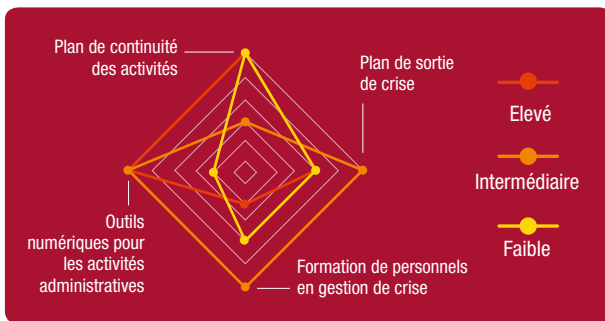 Plan de continuité
des activités
Plan de sortie
de crise
Elevé
Intermédiaire
Faible
Outils
numériques pour
les activités
administratives
Formation de personnels
en gestion de crise